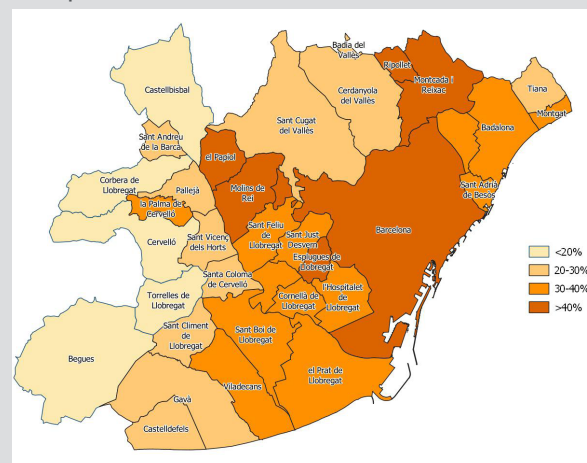 Badia del
Vallès
Ripollet
Montcada i
Reixac
Castellbisbal
Cerdanyola
del Vallès
Tiana
Montgat
Sant Cugat
del Vallès
Badalona
Sant Andreu
de la Barca
el Papiol
Corbera de
Llobregat
Pallejà
Molins de
Rei
Sant Adrià
de Besòs
la Palma de
Cervelló
Sant Feliu
de
Llobregat
Sant Just
Desvern
Barcelona
Cervelló
Sant Vicenç
dels Horts
Esplugues de
Llobregat
Santa Coloma
de Cervelló
l'Hospitalet
de
Llobregat
Torrelles de
Llobregat
Cornellà de
Llobregat
Sant Climent
de
Llobregat
Sant Boi de
Llobregat
Begues
el Prat de
Llobregat
Viladecans
Gavà
Castelldefels
<20%
20-30%
30-40%
>40%